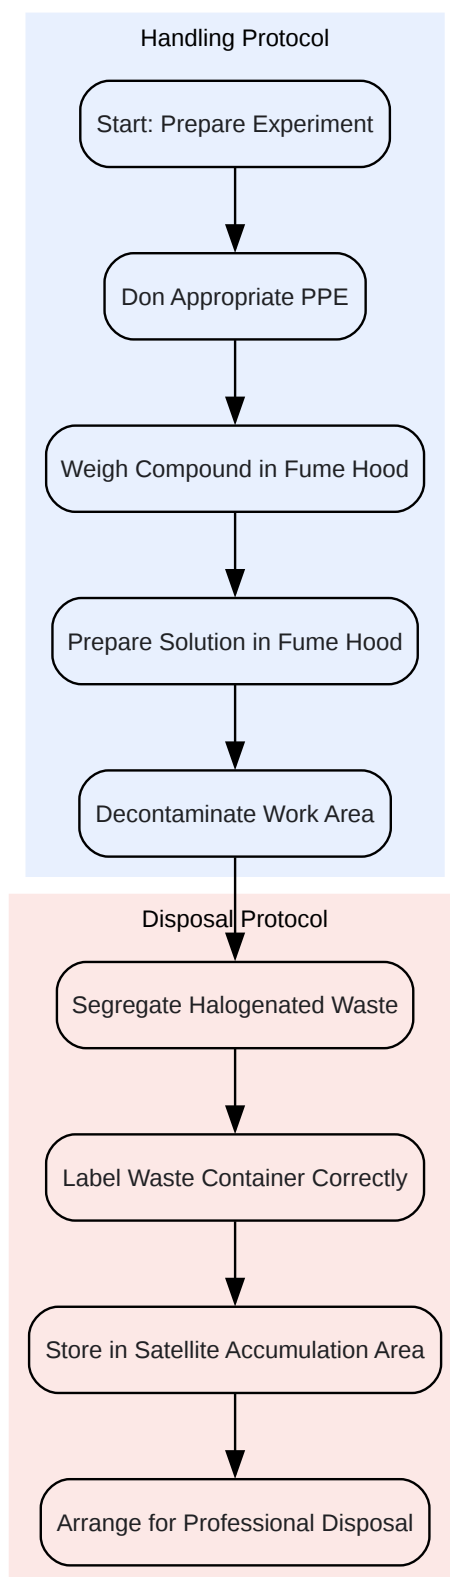 Handling Protocol
Start: Prepare Experiment
Don Appropriate PPE
Weigh Compound in Fume Hood
Prepare Solution in Fume Hood
Decontaminate Work Area
Disposal Protocol
Segregate Halogenated Waste
Label Waste Container Correctly
Store in Satellite Accumulation Area
Arrange for Professional Disposal